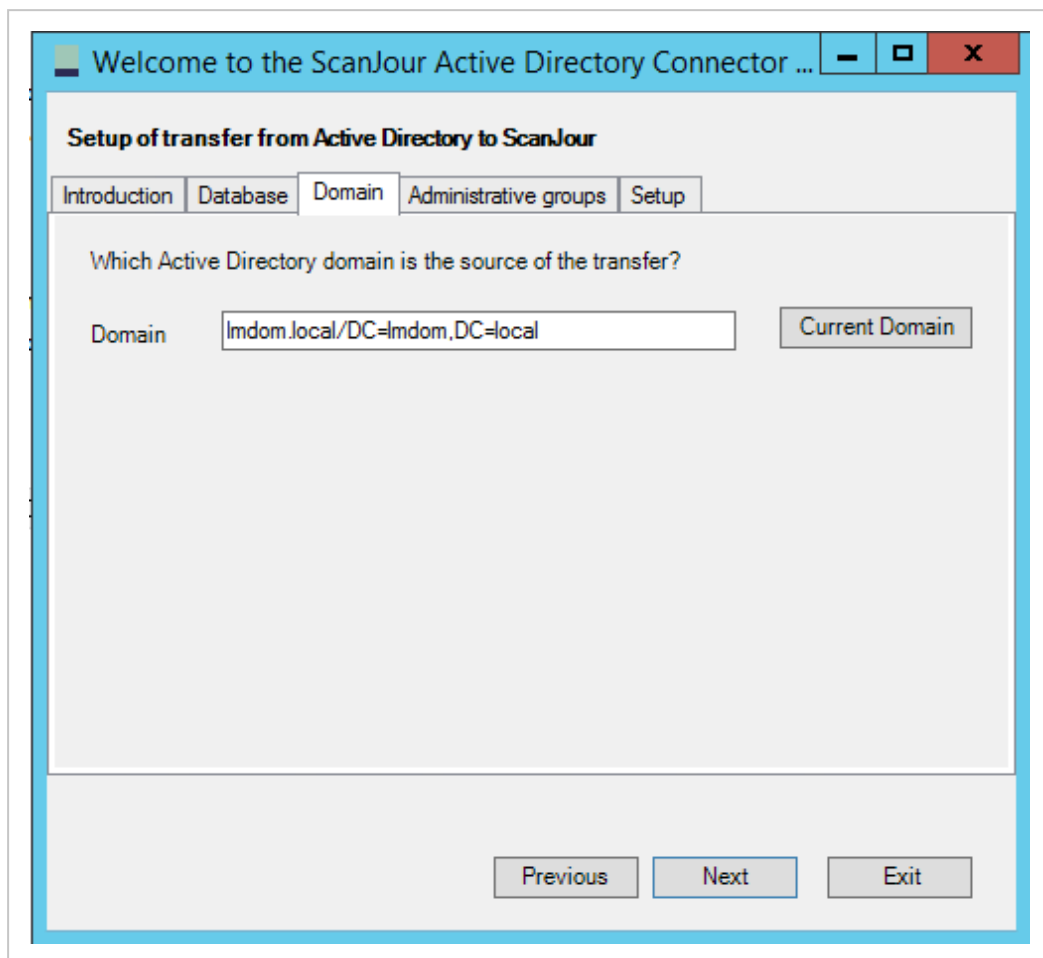 Welcome to the ScanJour Active Directory Connector ...
Setup of transfer from Active Directory to ScanJour
Introduction Database Domain Administrative groups Setup
Which Active Directory domain is the source of the transfer?
Domain lmdom.local/DC=lmdom,DC=local Current Domain
Previous Next Exit